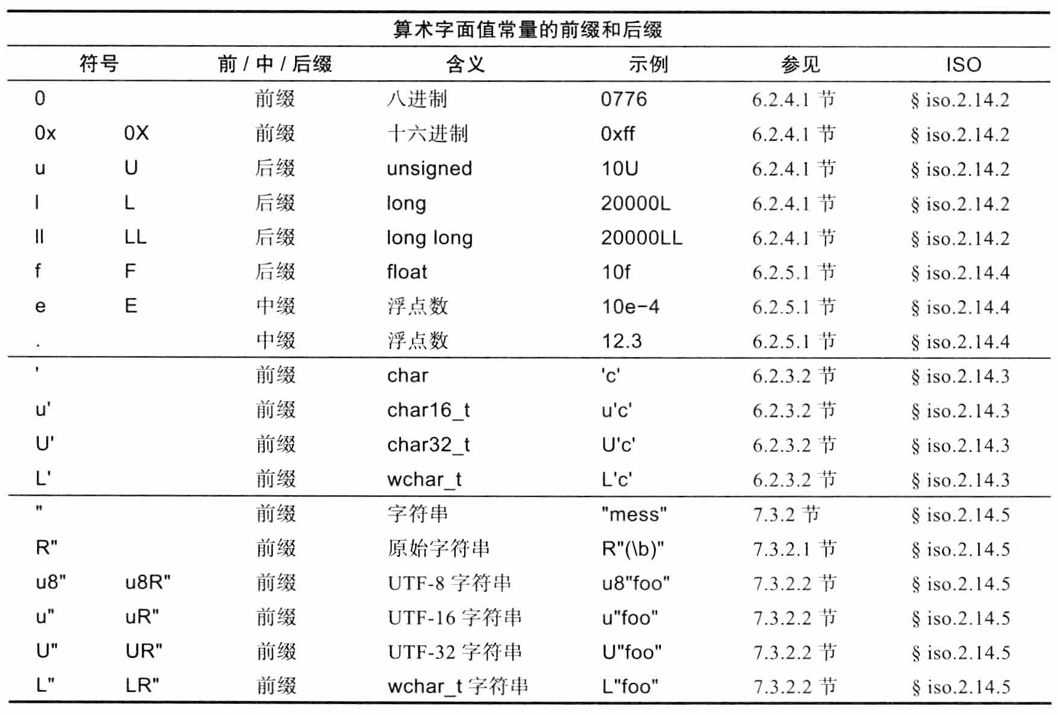 算术字面值常量的前缀和后缀
符号 前 / 中 / 后缀 含义 示例 参见 ISO
0 前缀 八进制 0776 6.2.4.1 节 § iso.2.14.2
0x 0X 前缀 十六进制 0xff 6.2.4.1 节 § iso.2.14.2
u U 后缀 unsigned 10U 6.2.4.1 节 § iso.2.14.2
l L 后缀 long 20000L 6.2.4.1 节 § iso.2.14.2
ll LL 后缀 long long 20000LL 6.2.4.1 节 § iso.2.14.2
f F 后缀 float 10f 6.2.5.1 节 § iso.2.14.4
e E 中缀 浮点数 10e−4 6.2.5.1 节 § iso.2.14.4
. 中缀 浮点数 12.3 6.2.5.1 节 § iso.2.14.4
' 前缀 char 'c' 6.2.3.2 节 § iso.2.14.3
u' 前缀 char16_t u'c' 6.2.3.2 节 § iso.2.14.3
U' 前缀 char32_t U'c' 6.2.3.2 节 § iso.2.14.3
L' 前缀 wchar_t L'c' 6.2.3.2 节 § iso.2.14.3
" 前缀 字符串 "mess" 7.3.2 节 § iso.2.14.5
R" 前缀 原始字符串 R"(\b)" 7.3.2.1 节 § iso.2.14.5
u8" u8R" 前缀 UTF-8 字符串 u8"foo" 7.3.2.2 节 § iso.2.14.5
u" uR" 前缀 UTF-16 字符串 u"foo" 7.3.2.2 节 § iso.2.14.5
U" UR" 前缀 UTF-32 字符串 U"foo" 7.3.2.2 节 § iso.2.14.5
L" LR" 前缀 wchar_t 字符串 L"foo" 7.3.2.2 节 § iso.2.14.5